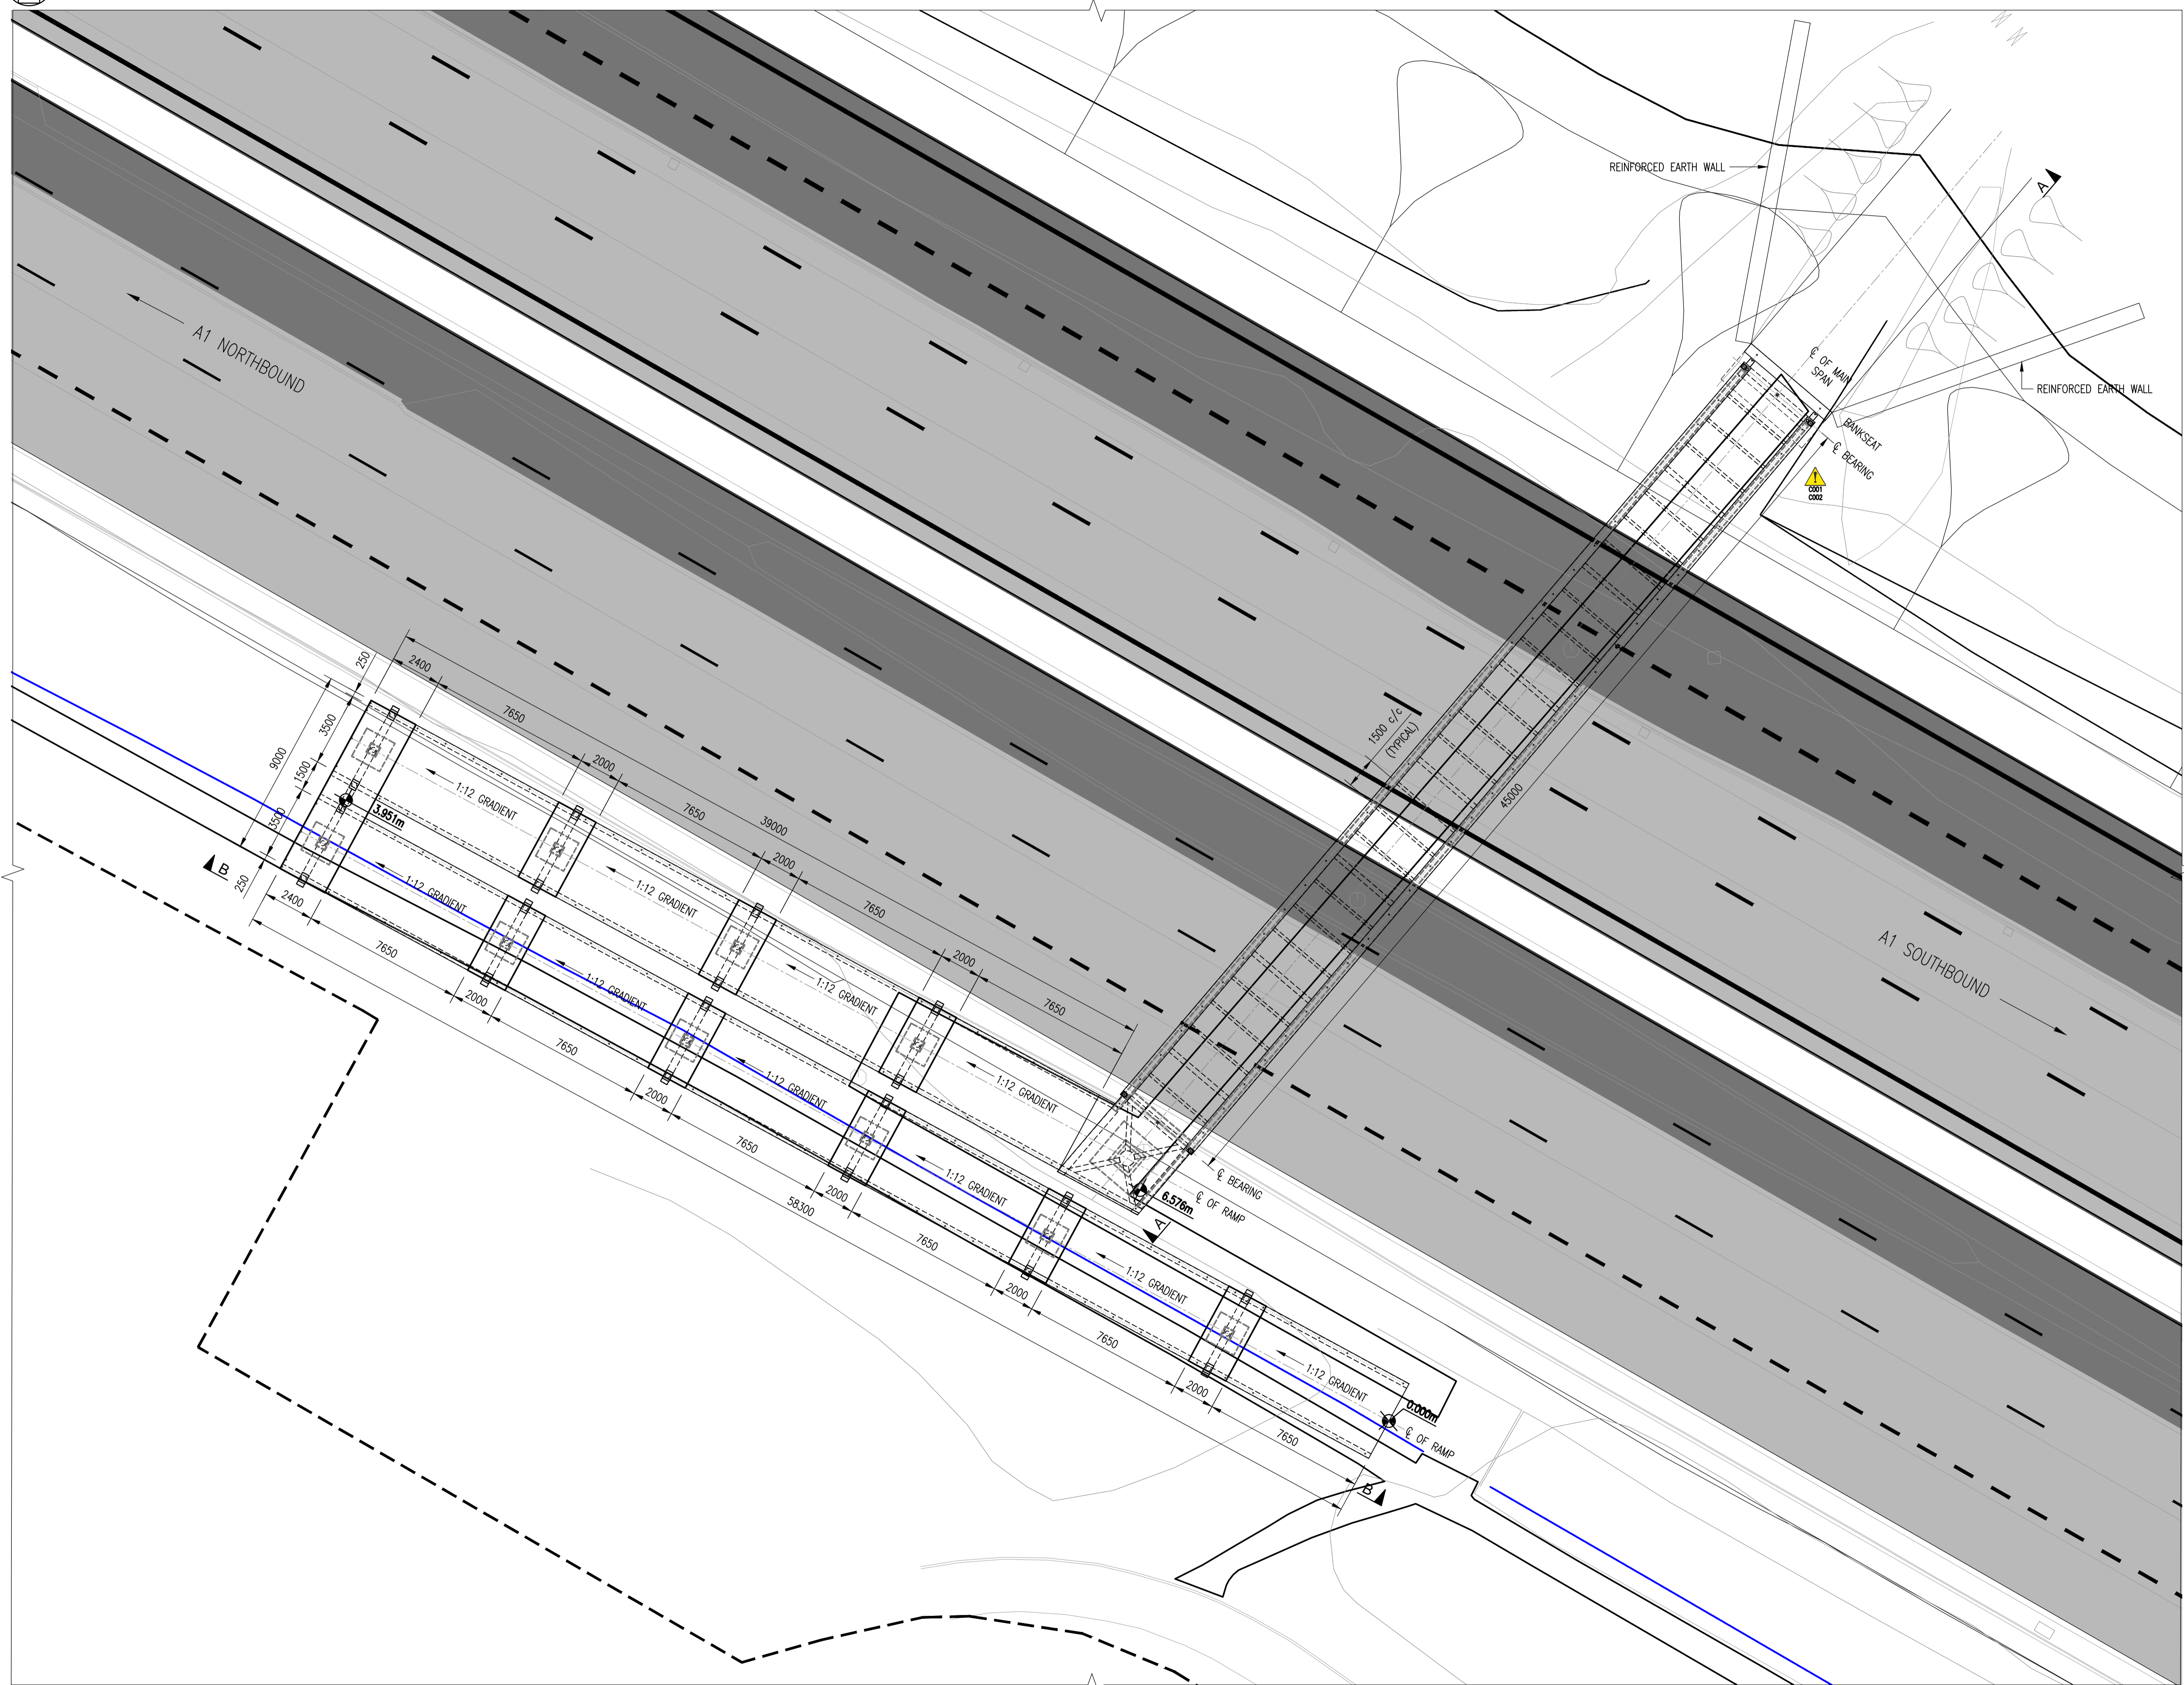 REINFORCED EARTH WALL
A
A1 NORTHBOUND
℄ OF MAIN
SPAN
REINFORCED EARTH WALL
BANKSEAT
℄ BEARING
!
C001
C002
250
2400
7650
3500
9000
1500
3500
250
3.951m
B
2400
1:12 GRADIENT
2000
7650
39000
2000
7650
2000
7650
1500 c/c
(TYPICAL)
45000
A1 SOUTHBOUND
1:12 GRADIENT
1:12 GRADIENT
1:12 GRADIENT
1:12 GRADIENT
1:12 GRADIENT
1:12 GRADIENT
1:12 GRADIENT
1:12 GRADIENT
1:12 GRADIENT
7650
2000
7650
2000
7650
2000
58300
7650
2000
7650
2000
7650
℄ BEARING
℄ OF RAMP
6.576m
A
0.000m
℄ OF RAMP
B